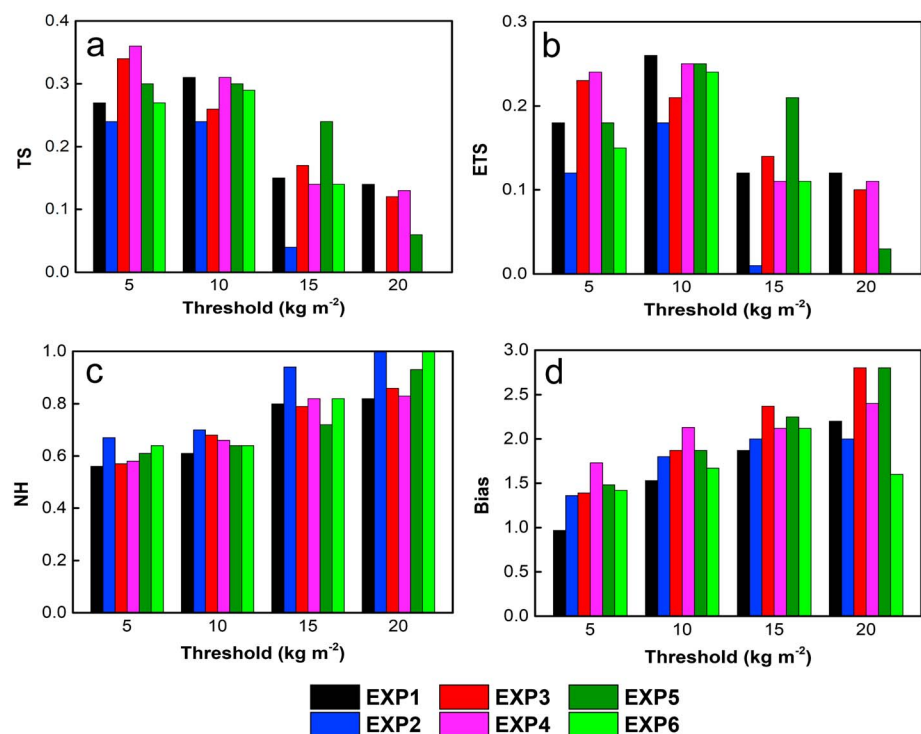 a
0.4
0.3
0.2
0.1
0.0
TS
5 10 15 20
Threshold (kg m-2)
b
0.3
0.2
0.1
0.0
ETS
5 10 15 20
Threshold (kg m-2)
c
1.0
0.8
0.6
0.4
0.2
0.0
NH
5 10 15 20
Threshold (kg m-2)
d
3.0
2.5
2.0
1.5
1.0
0.5
0.0
Bias
5 10 15 20
Threshold (kg m-2)
EXP1 EXP3 EXP5
EXP2 EXP4 EXP6